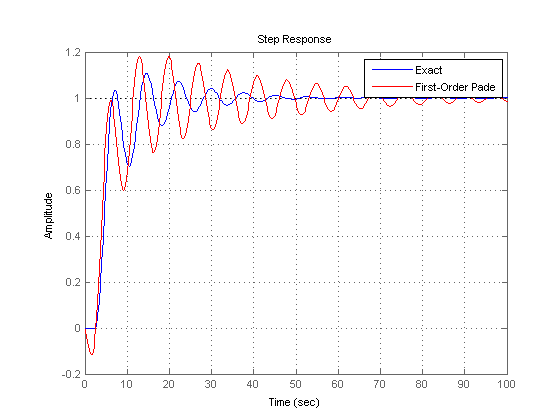 Step Response
1.2
1
0.8
0.6
0.4
0.2
0
-0.2
Amplitude
Exact
First-Order Pade
0 10 20 30 40 50 60 70 80 90 100
Time (sec)